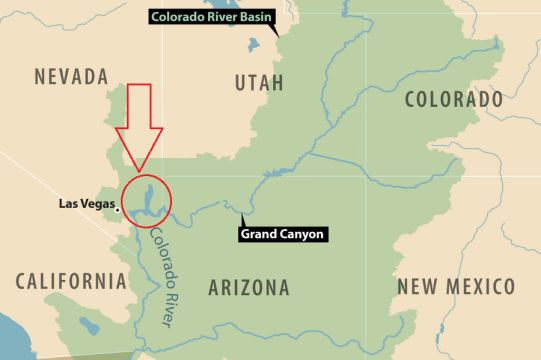 Colorado River Basin
NEVADA
UTAH
COLORADO
Las Vegas
Grand Canyon
Colorado River
CALIFORNIA
ARIZONA
NEW MEXICO